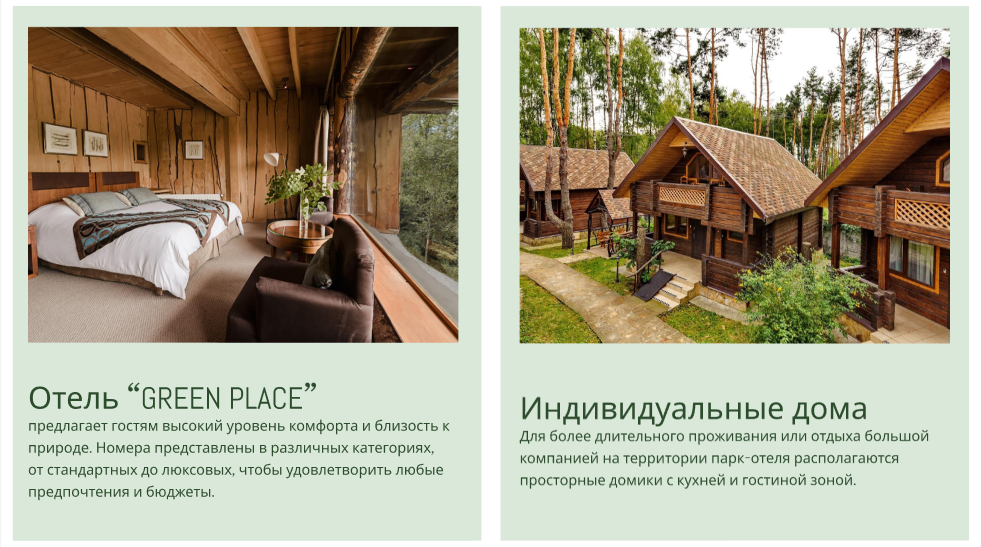 Отель “GREEN PLACE”
предлагает гостям высокий уровень комфорта и близость к
природе. Номера представлены в различных категориях,
от стандартных до люксовых, чтобы удовлетворить любые
предпочтения и бюджеты.
Индивидуальные дома
Для более длительного проживания или отдыха большой
компанией на территории парк-отеля располагаются
просторные домики с кухней и гостиной зоной.